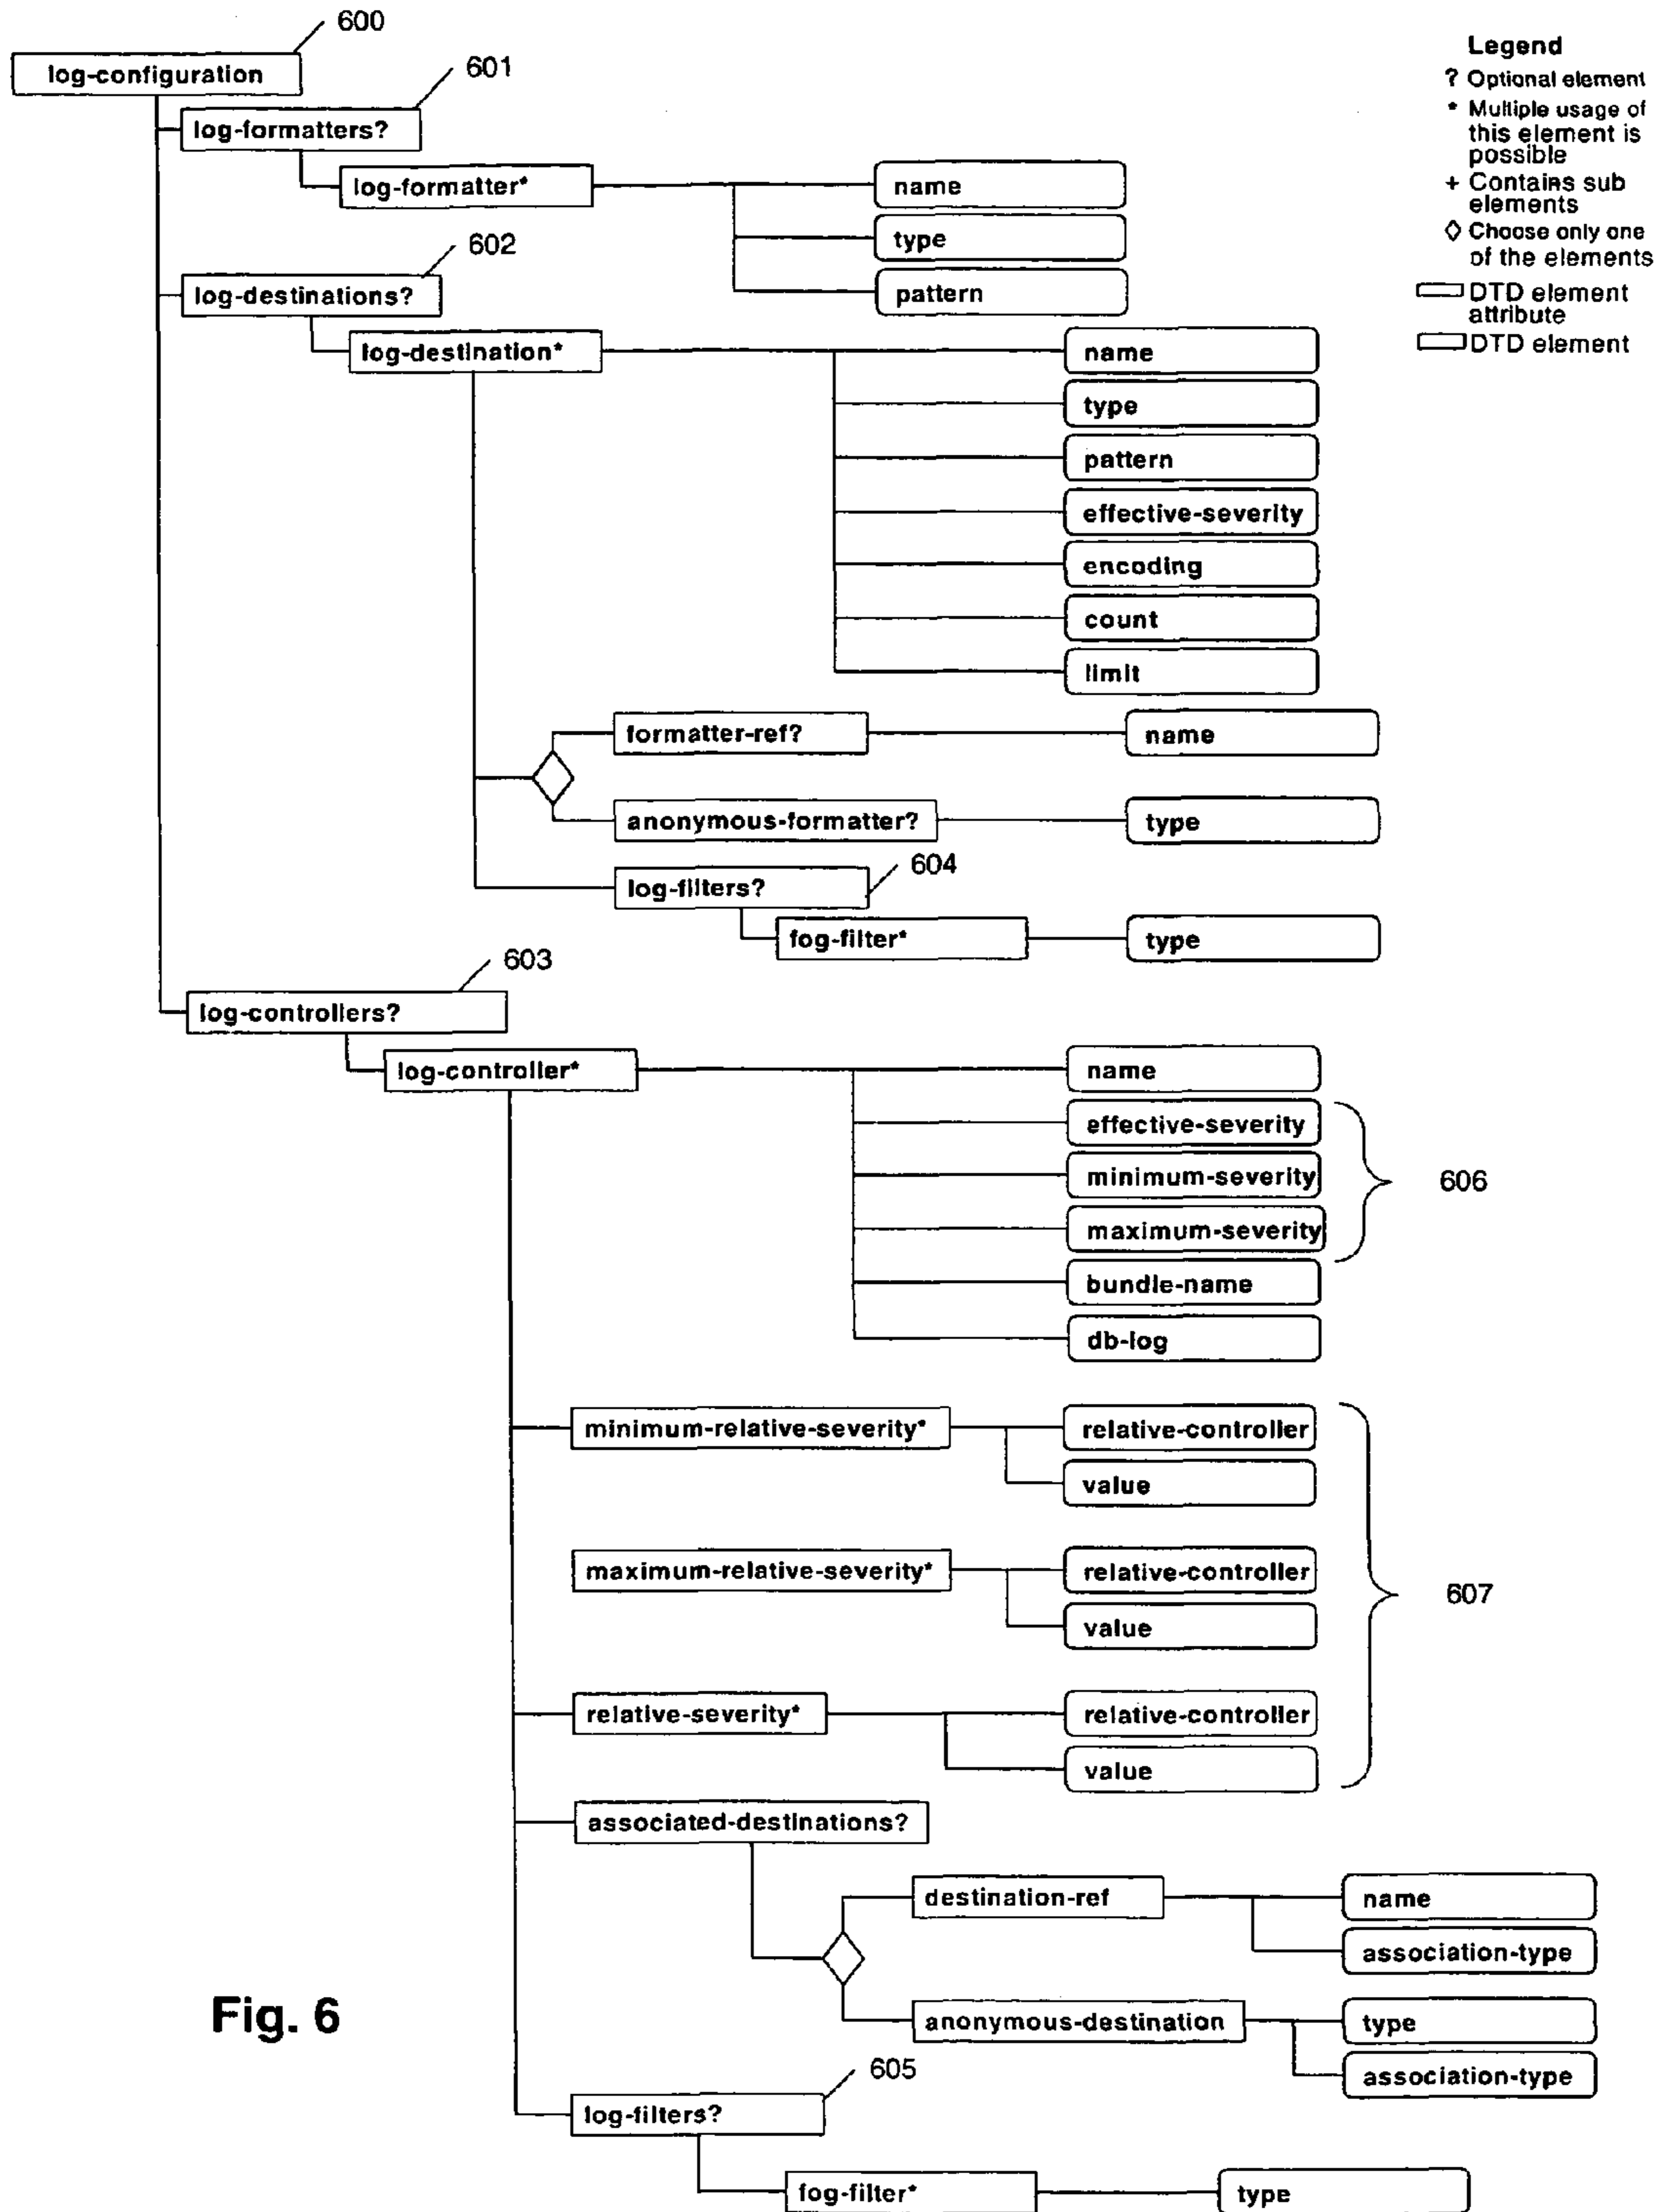 600
log-configuration
601
log-formatters?
log-formatter*
name
type
pattern
602
log-destinations?
log-destination*
name
type
pattern
effective-severity
encoding
count
limit
formatter-ref?
name
anonymous-formatter?
type
604
log-filters?
fog-filter*
type
603
log-controllers?
log-controller*
name
effective-severity
minimum-severity
maximum-severity
606
bundle-name
db-log
minimum-relative-severity*
relative-controller
value
maximum-relative-severity*
relative-controller
value
607
relative-severity*
relative-controller
value
associated-destinations?
destination-ref
name
association-type
anonymous-destination
type
association-type
605
log-filters?
fog-filter*
type
Legend
? Optional element
* Multiple usage of
this element is
possible
+ Contains sub
elements
◇ Choose only one
of the elements
DTD element
attribute
DTD element
Fig. 6